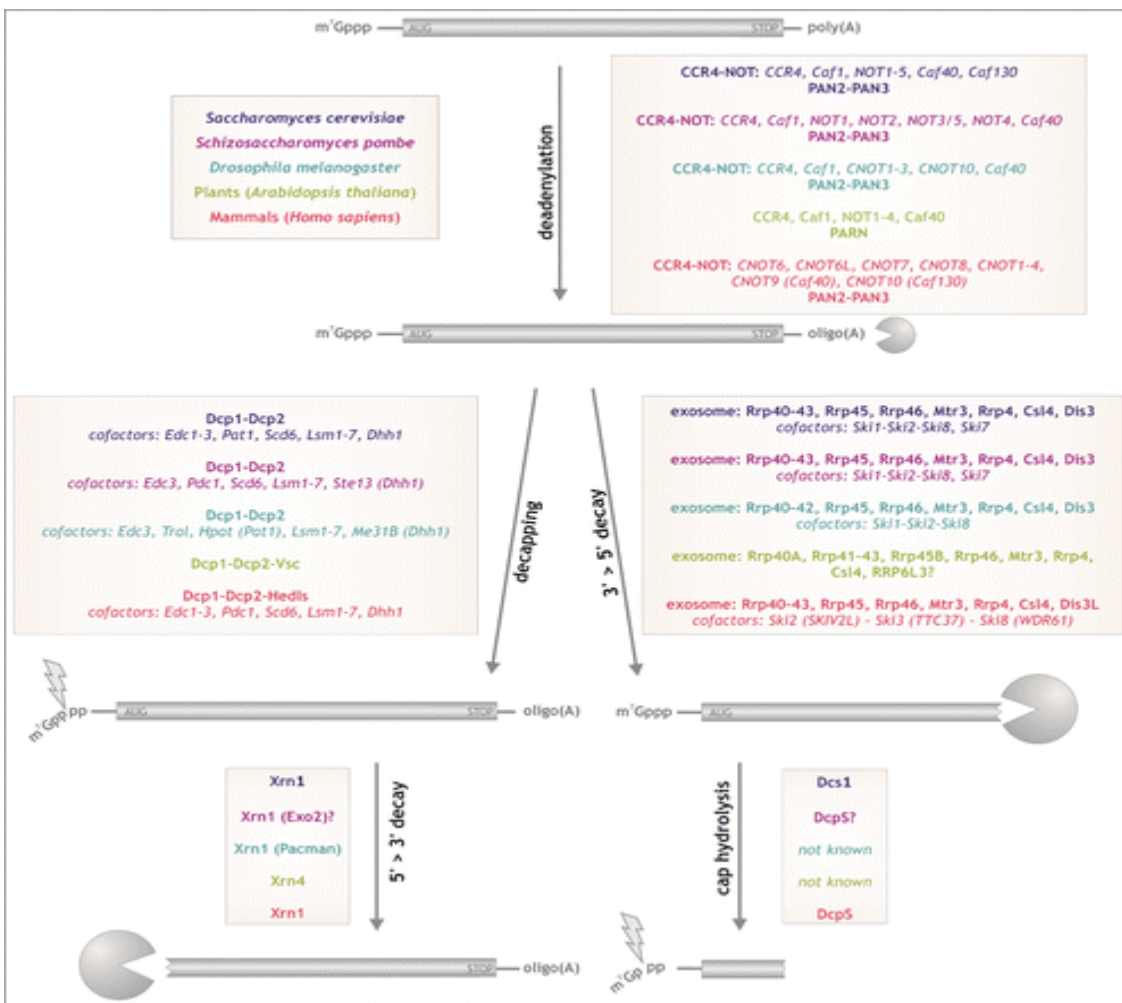 m⁷Gppp AUG STOP poly(A)
Saccharomyces cerevisiae
Schizosaccharomyces pombe
Drosophila melanogaster
Plants (Arabidopsis thaliana)
Mammals (Homo sapiens)
deadenylation
CCR4-NOT: CCR4, Caf1, NOT1-5, Caf40, Caf130
PAN2-PAN3
CCR4-NOT: CCR4, Caf1, NOT1, NOT2, NOT3/5, NOT4, Caf40
PAN2-PAN3
CCR4-NOT: CCR4, Caf1, CNOT1-3, CNOT10, Caf40
PAN2-PAN3
CCR4, Caf1, NOT1-4, Caf40
PARN
CCR4-NOT: CNOT6, CNOT6L, CNOT7, CNOT8, CNOT1-4,
CNOT9 (Caf40), CNOT10 (Caf130)
PAN2-PAN3
m⁷Gppp AUG STOP oligo(A)
Dcp1-Dcp2
cofactors: Edc1-3, Pat1, Scd6, Lsm1-7, Dhh1
Dcp1-Dcp2
cofactors: Edc3, Pdc1, Scd6, Lsm1-7, Ste13 (Dhh1)
Dcp1-Dcp2
cofactors: Edc3, Tral, Hpat (Pat1), Lsm1-7, Me31B (Dhh1)
Dcp1-Dcp2-Vsc
Dcp1-Dcp2-Hedls
cofactors: Edc1-3, Pdc1, Scd6, Lsm1-7, Dhh1
decapping
3' > 5' decay
exosome: Rrp40-43, Rrp45, Rrp46, Mtr3, Rrp4, Csl4, Dis3
cofactors: Ski1-Ski2-Ski8, Ski7
exosome: Rrp40-43, Rrp45, Rrp46, Mtr3, Rrp4, Csl4, Dis3
cofactors: Ski1-Ski2-Ski8, Ski7
exosome: Rrp40-42, Rrp45, Rrp46, Mtr3, Rrp4, Csl4, Dis3
cofactors: Ski1-Ski2-Ski8
exosome: Rrp40A, Rrp41-43, Rrp45B, Rrp46, Mtr3, Rrp4,
Csl4, RRP6L3?
exosome: Rrp40-43, Rrp45, Rrp46, Mtr3, Rrp4, Csl4, Dis3L
cofactors: Ski2 (SKIV2L) - Ski3 (TTC37) - Ski8 (WDR61)
m⁷Gpp pp AUG STOP oligo(A)
m⁷Gppp AUG
Xrn1
Xrn1 (Exo2)?
Xrn1 (Pacman)
Xrn4
Xrn1
5' > 3' decay
cap hydrolysis
Dcs1
DcpS?
not known
not known
DcpS
STOP oligo(A)
m⁷Gp pp